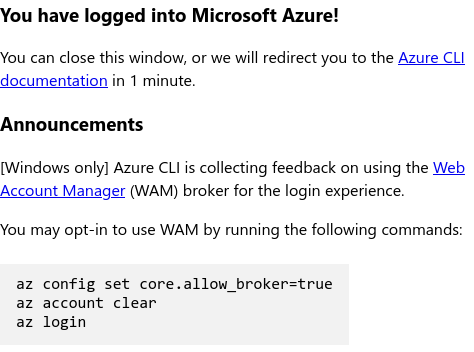 You have logged into Microsoft Azure!
You can close this window, or we will redirect you to the Azure CLI
documentation in 1 minute.
Announcements
[Windows only] Azure CLI is collecting feedback on using the Web
Account Manager (WAM) broker for the login experience.
You may opt-in to use WAM by running the following commands:
az config set core.allow_broker=true
az account clear
az login